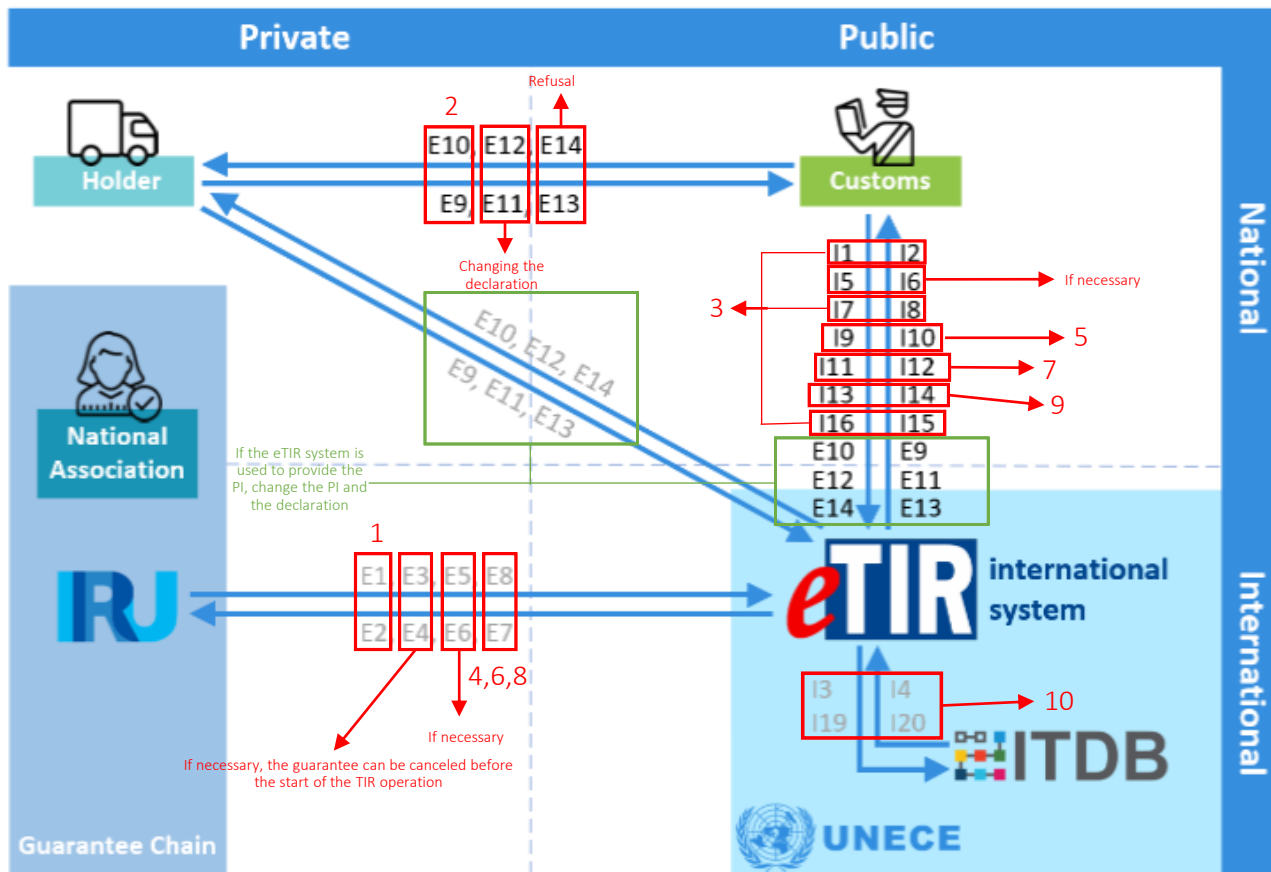 Private
Public
Refusal
2
E10, E12, E14
Holder
Customs
E9, E11, E13
National
Changing the
declaration
I1 I2
I5 I6
If necessary
3
I7 I8
I9 I10
5
I11 I12
7
I13 I14
9
I16 I15
E10, E12, E14
E9, E11, E13
National
Association
If the eTIR system is
used to provide the
PI, change the PI and
the declaration
E10 E9
E12 E11
E14 E13
1
E1, E3, E5, E8
IRU
E2, E4, E6, E7
4,6,8
eTIR
international
system
International
I3 I4
I19 I20
10
If necessary
If necessary, the guarantee can be canceled before
the start of the TIR operation
ITDB
Guarantee Chain
UNECE